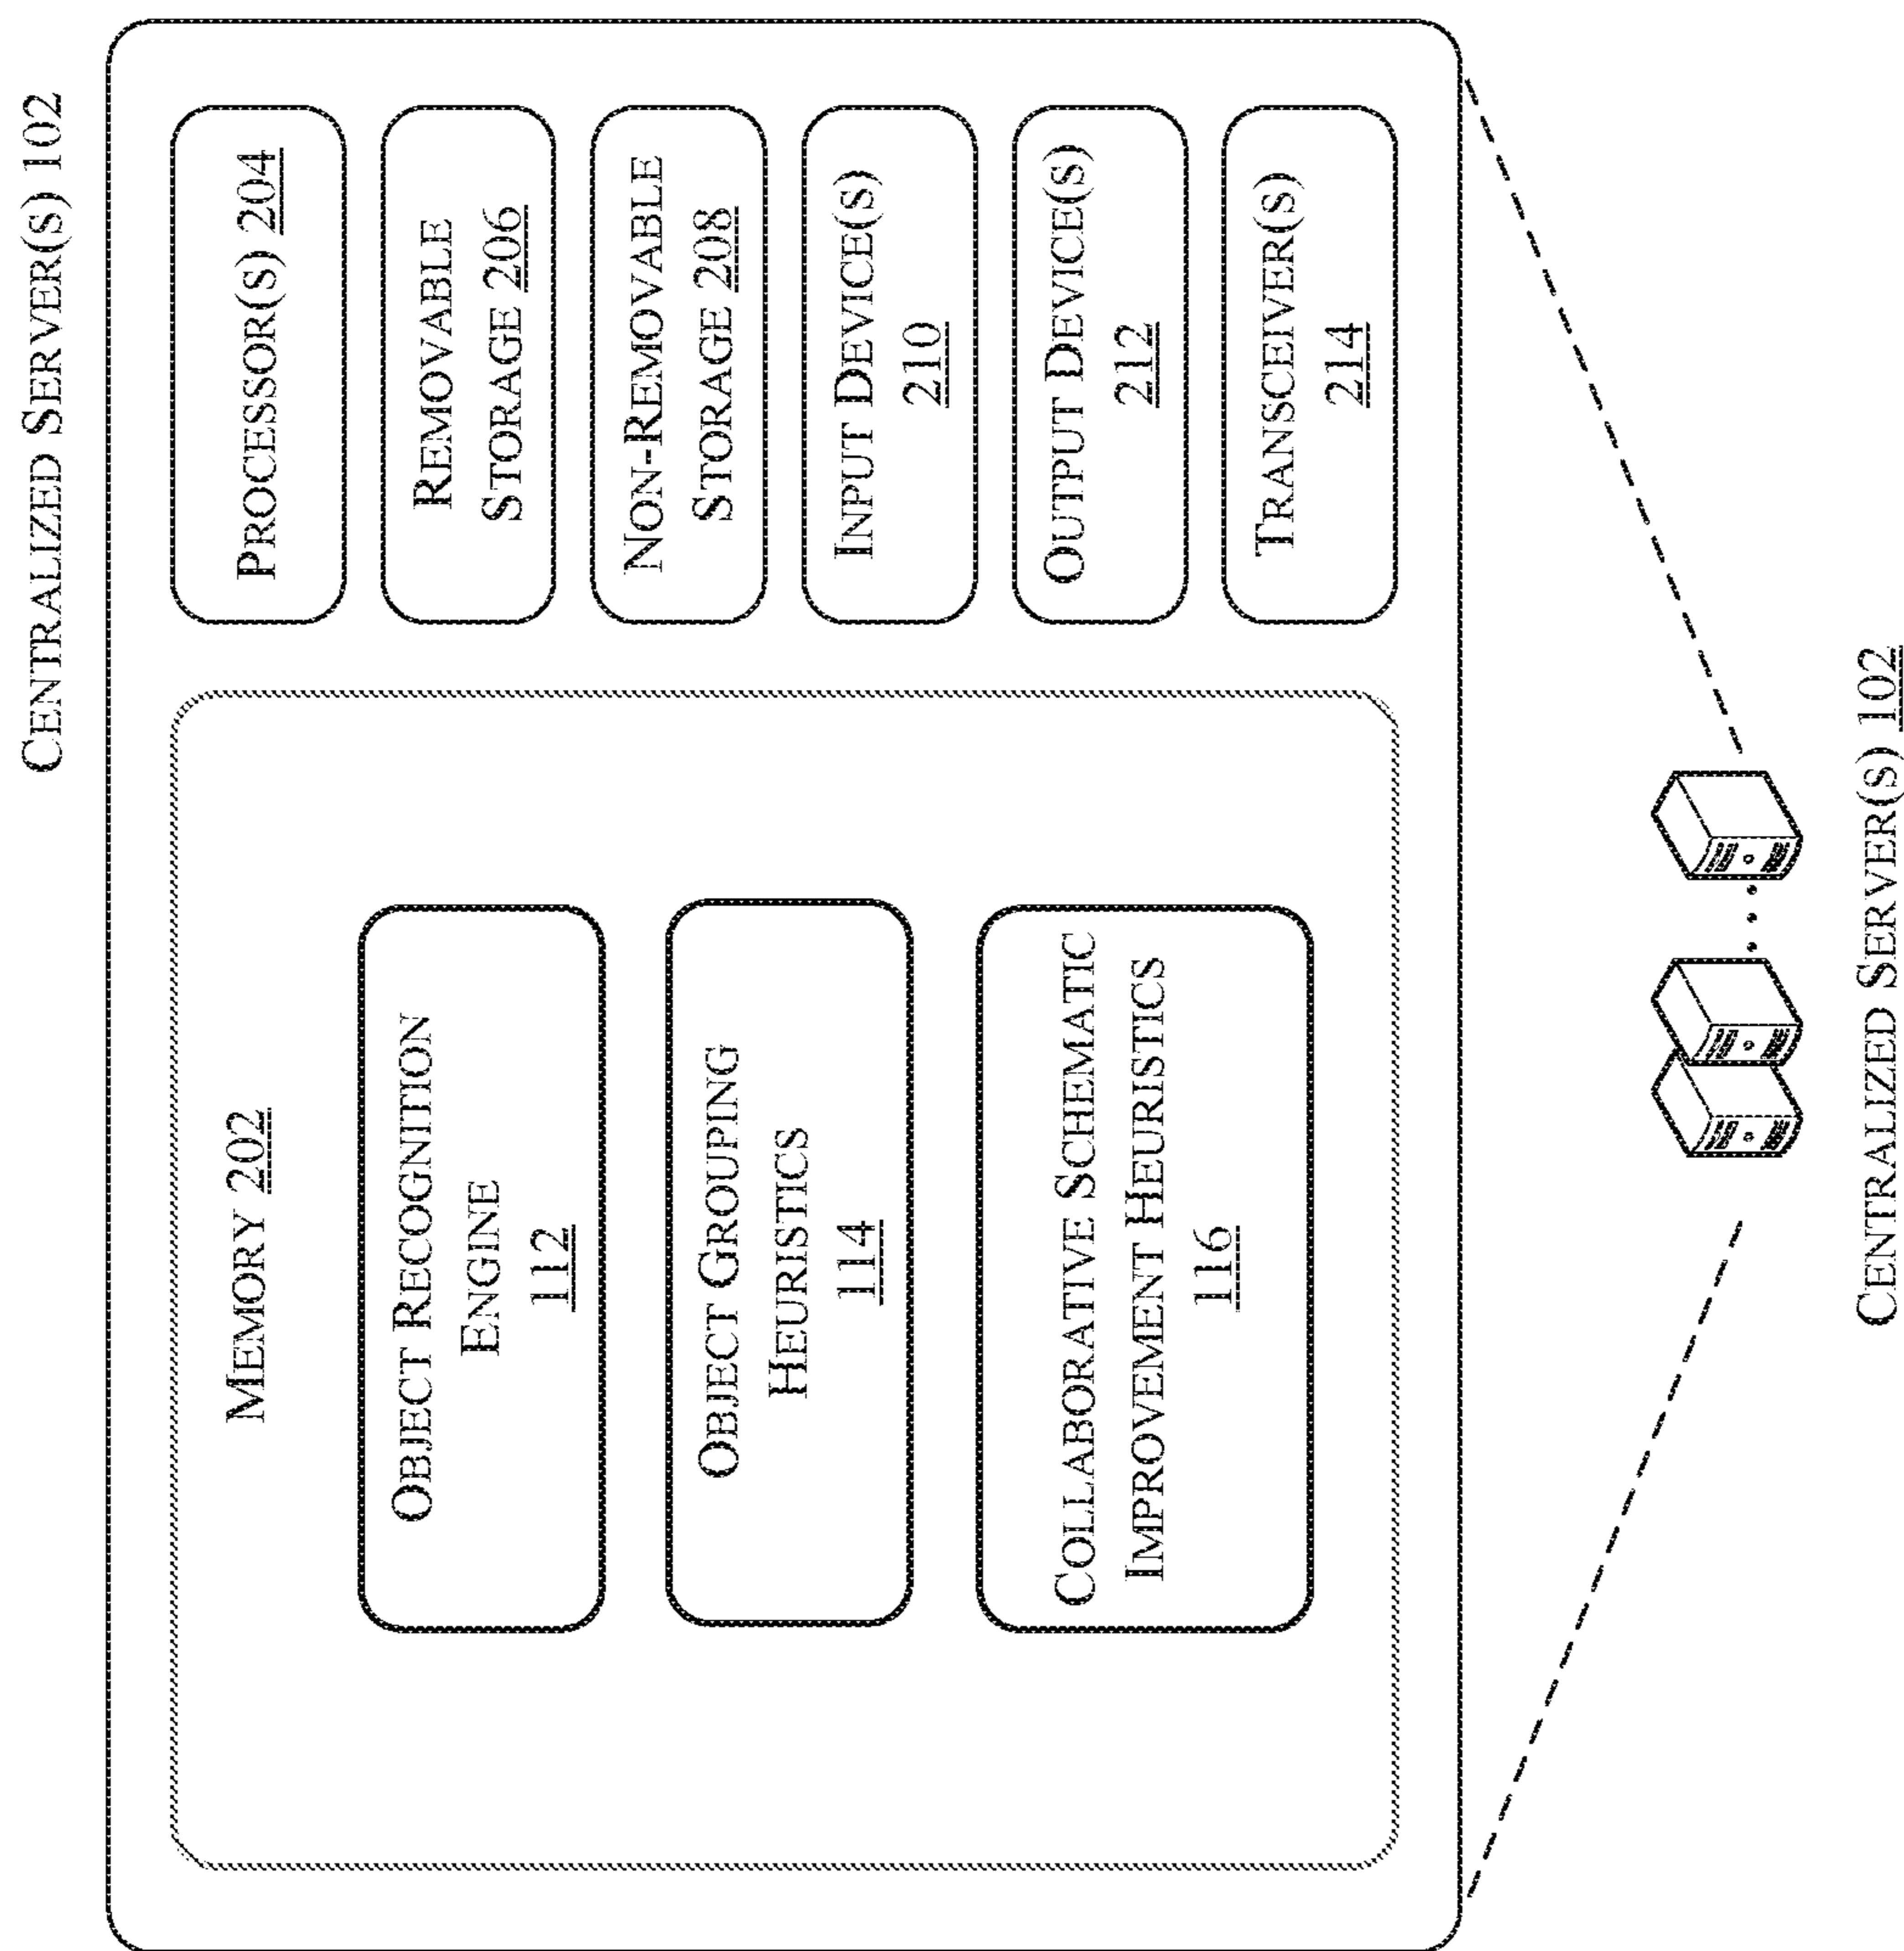 CENTRALIZED SERVER(S) 102
MEMORY 202
OBJECT RECOGNITION
ENGINE
112
OBJECT GROUPING
HEURISTICS
114
COLLABORATIVE SCHEMATIC
IMPROVEMENT HEURISTICS
116
PROCESSOR(S) 204
REMOVABLE
STORAGE 206
NON-REMOVABLE
STORAGE 208
INPUT DEVICE(S)
210
OUTPUT DEVICE(S)
212
TRANSCEIVER(S)
214
CENTRALIZED SERVER(S) 102